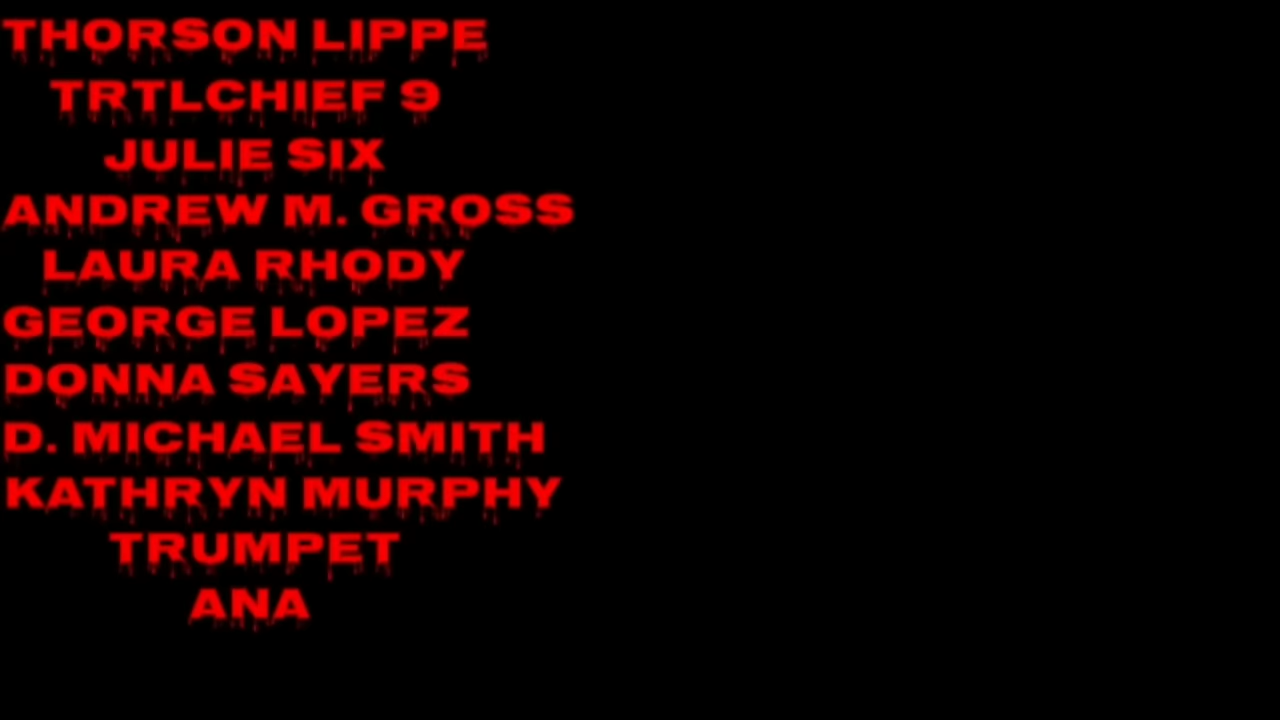 THORSON LIPPE
TRTLCHIEF 9
JULIE SIX
ANDREW M. GROSS
LAURA RHODY
GEORGE LOPEZ
DONNA SAYERS
D. MICHAEL SMITH
KATHRYN MURPHY
TRUMPET
ANA